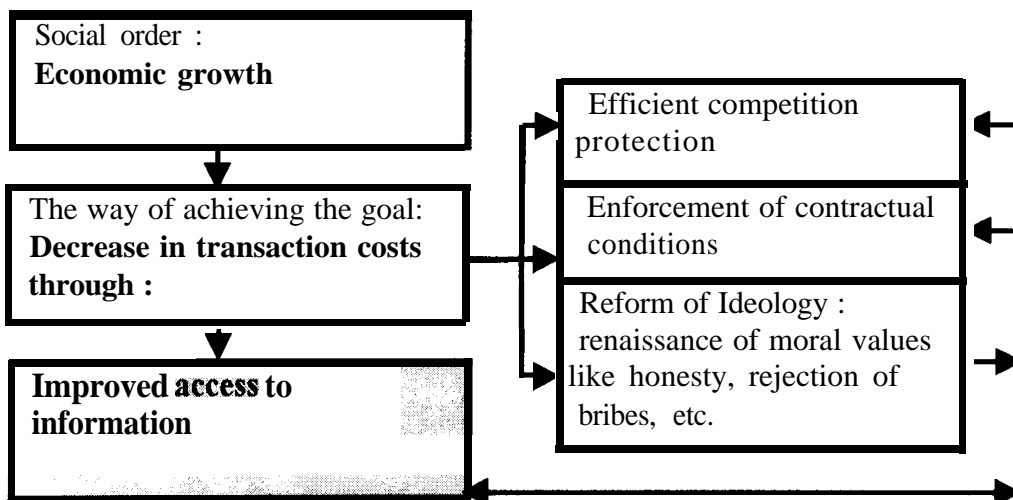 Social order :
Economic growth
The way of achieving the goal:
Decrease in transaction costs
through :
Improved access to
information
Efficient competition
protection
Enforcement of contractual
conditions
Reform of Ideology :
renaissance of moral values
like honesty, rejection of
bribes, etc.